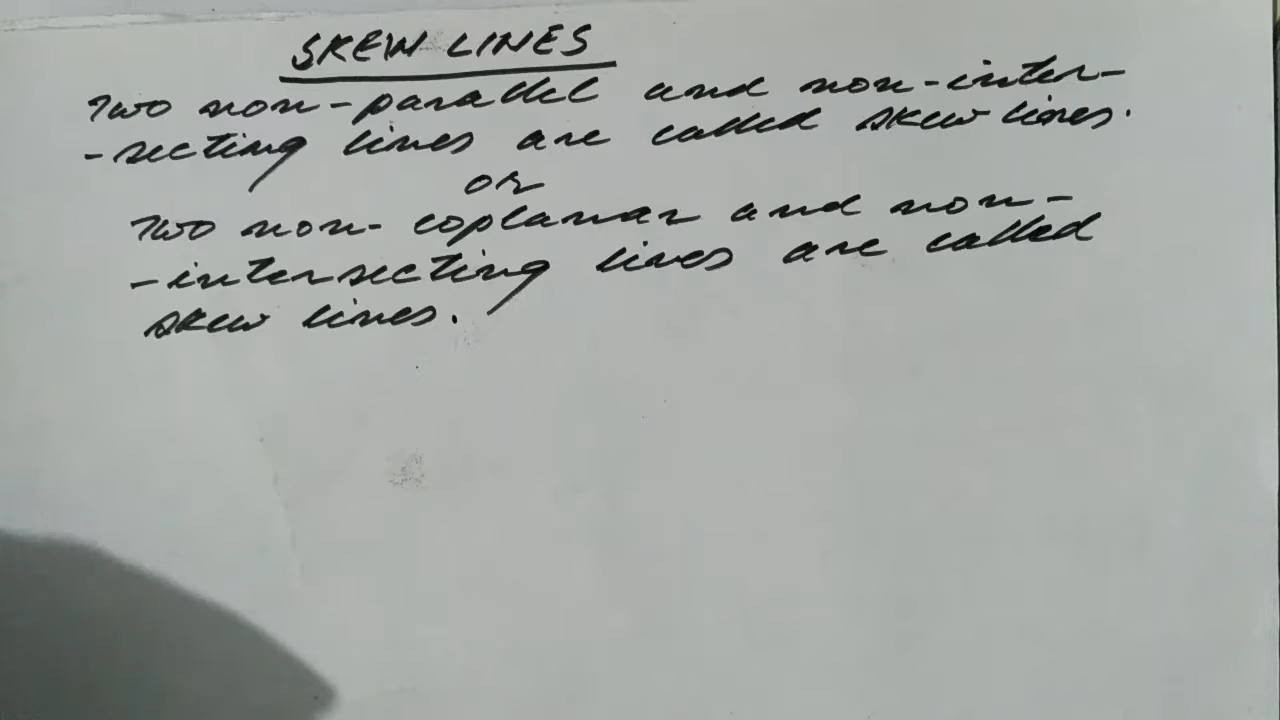 SKEW LINES
Two non-parallel and non-inter-
-secting lines are called skew lines.
or
Two non-coplanar and non-
-intersecting lines are called
skew lines.